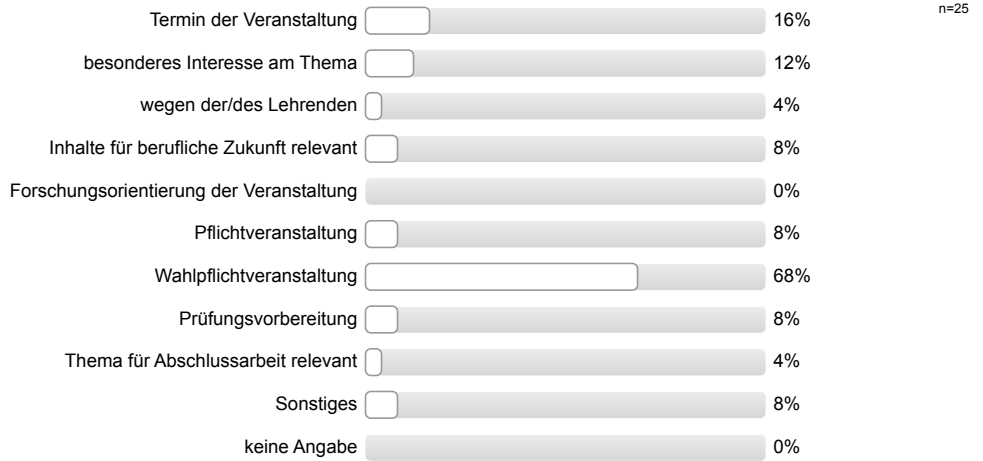 n=25
Termin der Veranstaltung 16%
besonderes Interesse am Thema 12%
wegen der/des Lehrenden 4%
Inhalte für berufliche Zukunft relevant 8%
Forschungsorientierung der Veranstaltung 0%
Pflichtveranstaltung 8%
Wahlpflichtveranstaltung 68%
Prüfungsvorbereitung 8%
Thema für Abschlussarbeit relevant 4%
Sonstiges 8%
keine Angabe 0%